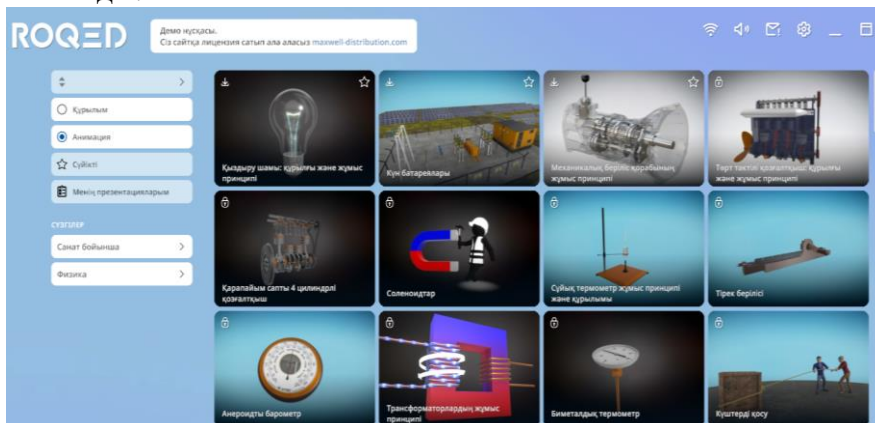 ROQED
Демо нұсқасы.
Сіз сайтқа лицензия сатып ала аласыз maxwell-distribution.com
Құрылым
Анимация
Сүйікті
Менің презентацияларым
СҮЗГІЛЕР
Санат бойынша
Физика
Қыздыру шамы: құрылғы және жұмыс
принципі
Күн батареялары
Механикалық беріліс қорабының
жұмыс принципі
Төрт тактілі қозғалтқыш: құрылғы
және жұмыс принципі
Қарапайым сапты 4 цилиндрлі
қозғалтқыш
Соленоидтар
Сұйық термометр жұмыс принципі
және құрылымы
Тірек берілісі
Анероидты барометр
Трансформаторлардың жұмыс
принципі
Биметалдық термометр
Күштерді қосу